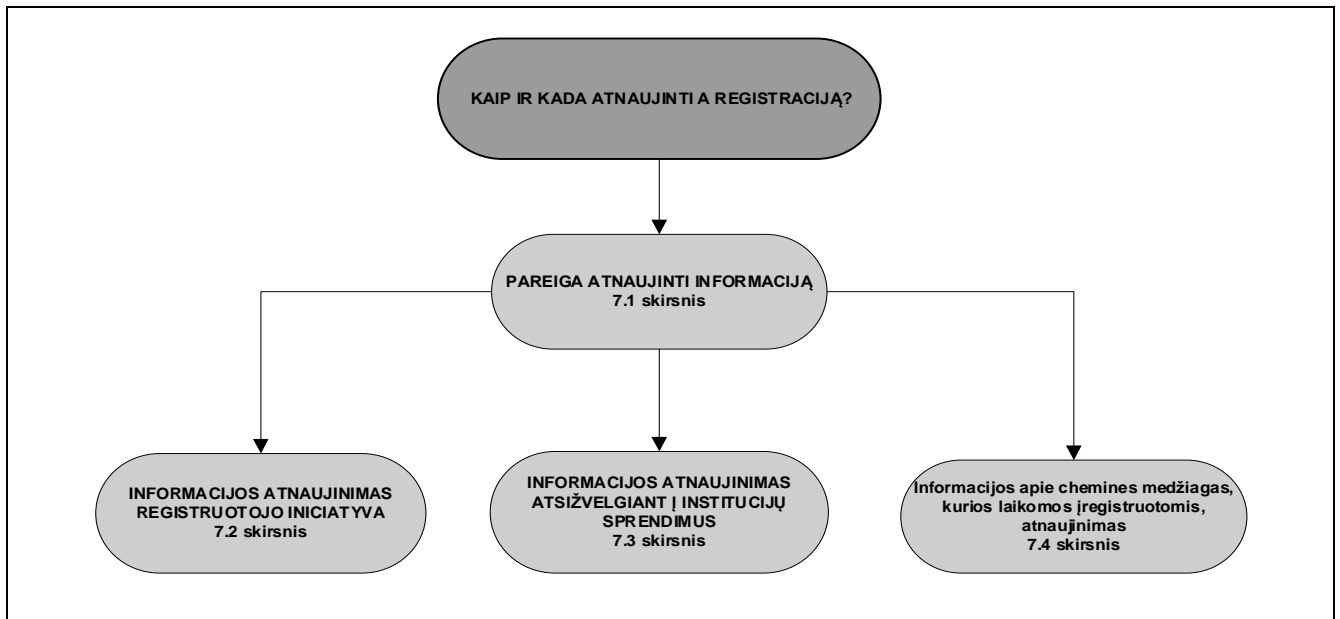 KAIP IR KADA ATNAUJINTI A REGISTRACIJĄ?
PAREIGA ATNAUJINTI INFORMACIJĄ
7.1 skirsnis
INFORMACIJOS ATNAUJINIMAS
REGISTRUOTOJO INICIATYVA
7.2 skirsnis
INFORMACIJOS ATNAUJINIMAS
ATSIŽVELGIANT Į INSTITUCIJŲ
SPRENDIMUS
7.3 skirsnis
Informacijos apie chemines medžiagas,
kurios laikomos įregistruotomis,
atnaujinimas
7.4 skirsnis